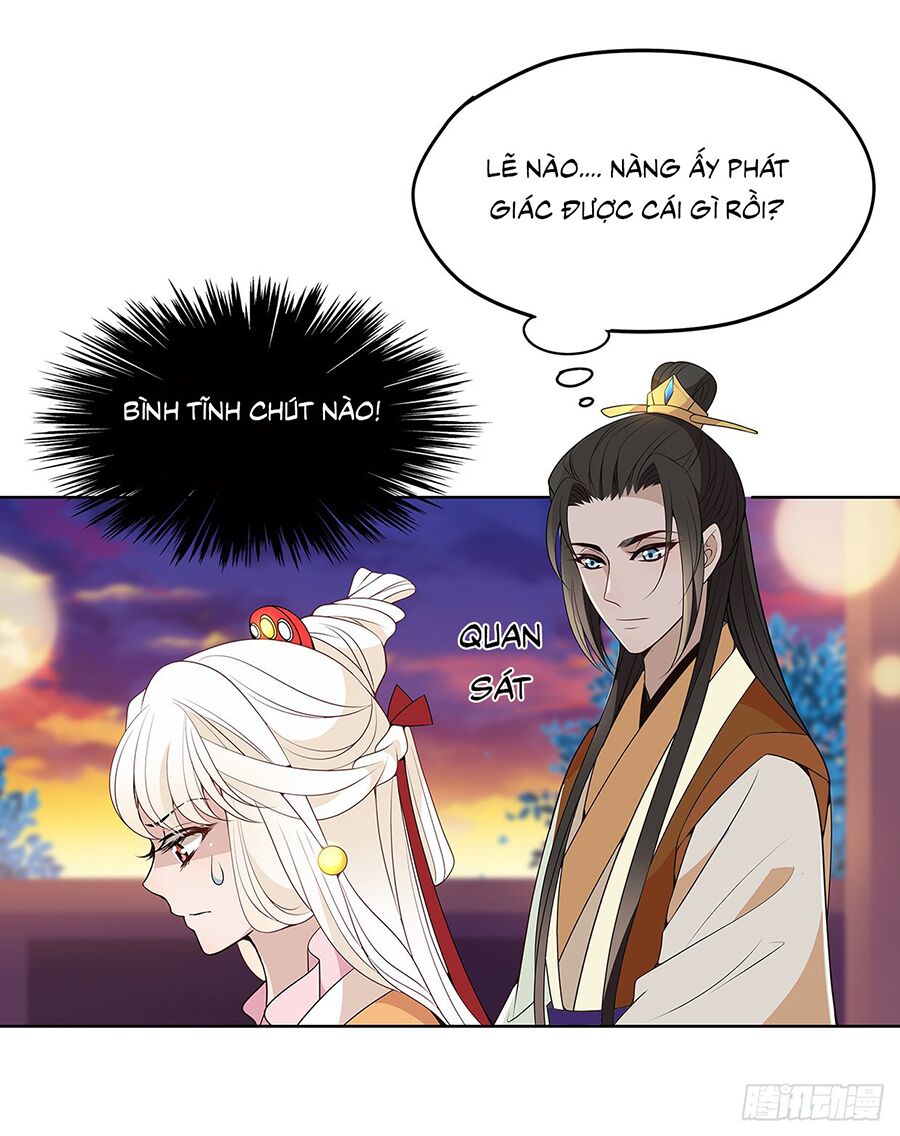 LẼ NÀO.... NÀNG ẤY PHÁT
GIÁC ĐƯỢC CÁI GÌ RỒI?
BÌNH TĨNH CHÚT NÀO!
QUAN
SÁT
腾讯动漫